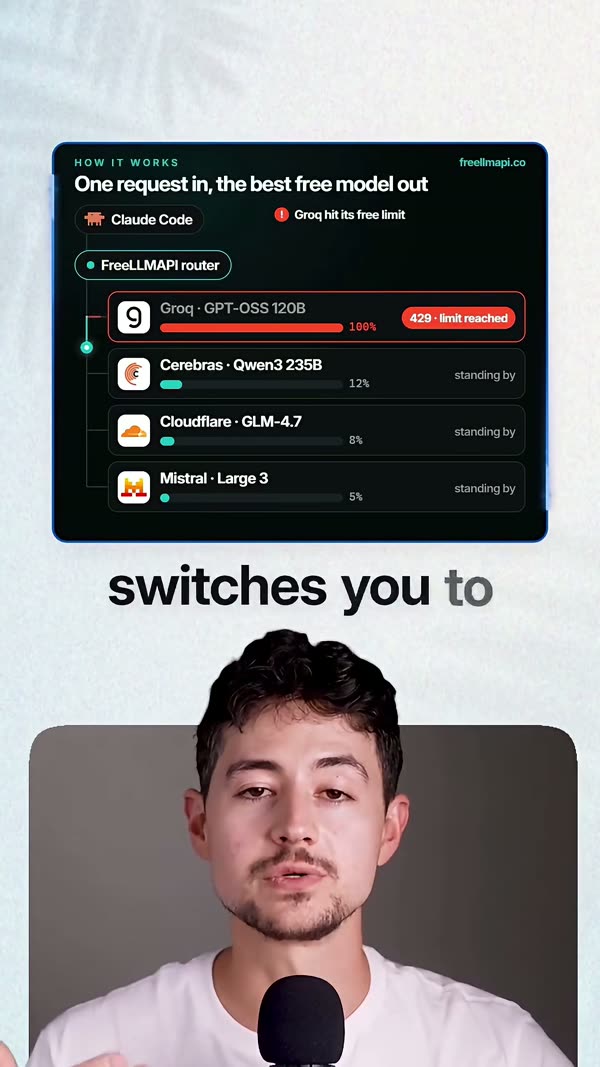 HOW IT WORKS
freellmapi.co
One request in, the best free model out
Claude Code
! Groq hit its free limit
FreeLLMAPI router
Groq · GPT-OSS 120B
100%
429 · limit reached
Cerebras · Qwen3 235B
12%
standing by
Cloudflare · GLM-4.7
8%
standing by
Mistral · Large 3
5%
standing by
switches you to